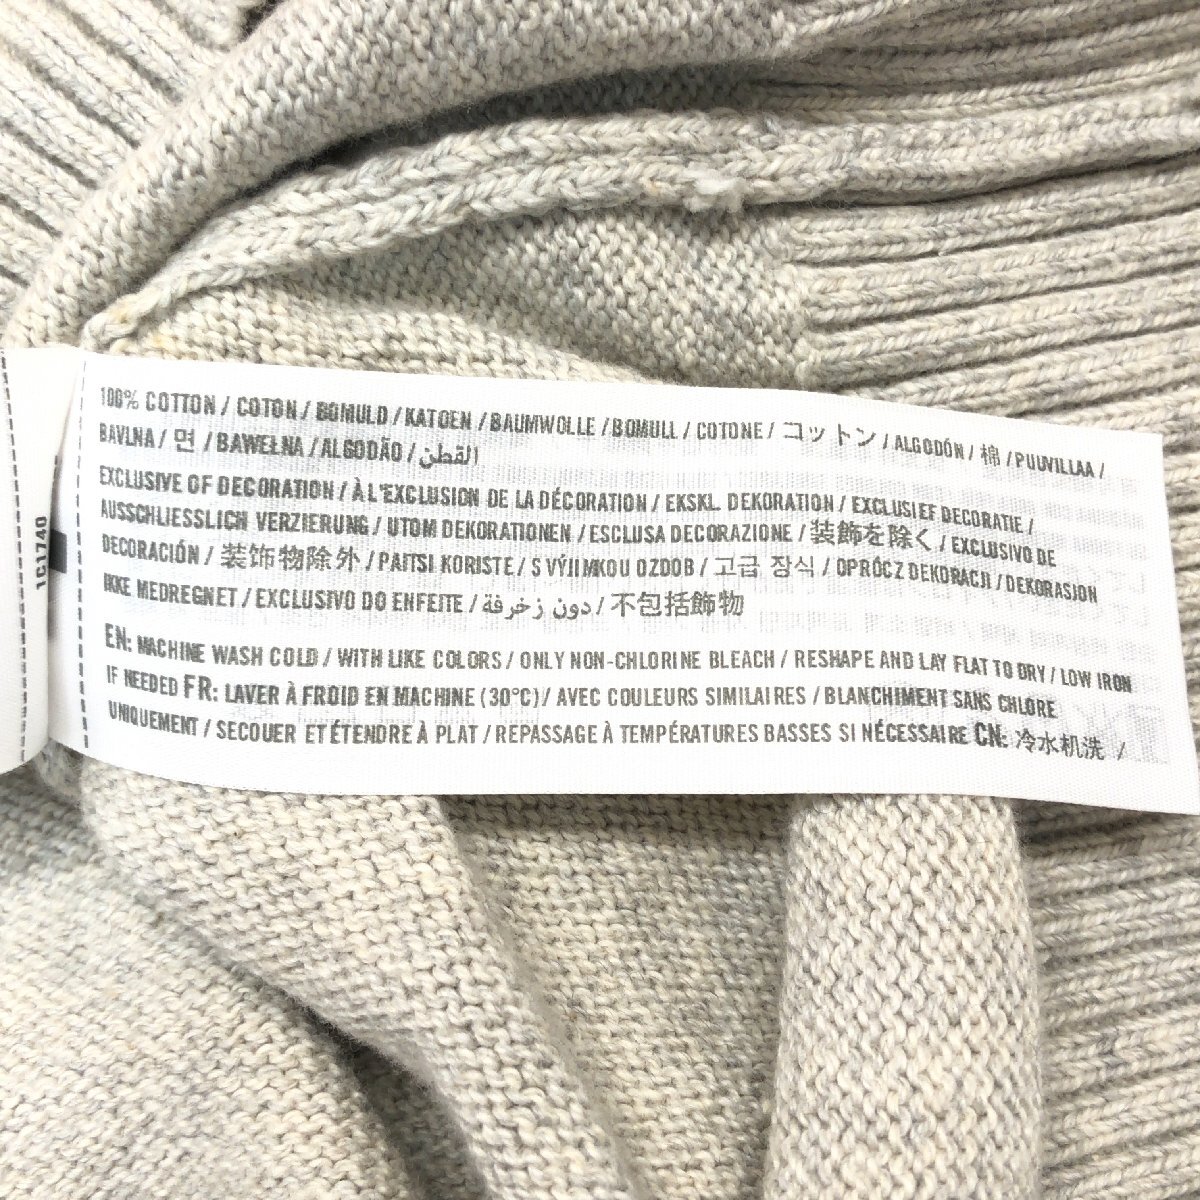 100% COTTON / COTON / BOMULD / KATOEN / BAUMWOLLE / BOMULL / COTONE / コットン / ALGODÓN / 棉 / PUUVILLAA /
BAVLNA / 면 / BAWEŁNA / ALGODÃO / القطن
EXCLUSIVE OF DECORATION / À L'EXCLUSION DE LA DÉCORATION / EKSKL. DEKORATION / EXCLUSIEF DECORATIE /
AUSSCHLIESSLICH VERZIERUNG / UTOM DEKORATIONEN / ESCLUSA DECORAZIONE / 装飾を除く / EXCLUSIVO DE
DECORACIÓN / 装饰物除外 / PAITSI KORISTE / S VÝJIMKOU OZDOB / 고급 장식 / OPRÓCZ DEKORACJI / DEKORASJON
IKKE MEDREGNET / EXCLUSIVO DO ENFEITE / دون زخرفة / 不包括飾物
EN: MACHINE WASH COLD / WITH LIKE COLORS / ONLY NON-CHLORINE BLEACH / RESHAPE AND LAY FLAT TO DRY / LOW IRON
IF NEEDED FR: LAVER À FROID EN MACHINE (30°C)/ AVEC COULEURS SIMILAIRES / BLANCHIMENT SANS CHLORE
UNIQUEMENT / SECOUER ET ÉTENDRE À PLAT / REPASSAGE À TEMPÉRATURES BASSES SI NÉCESSAIRE CN: 冷水机洗 /